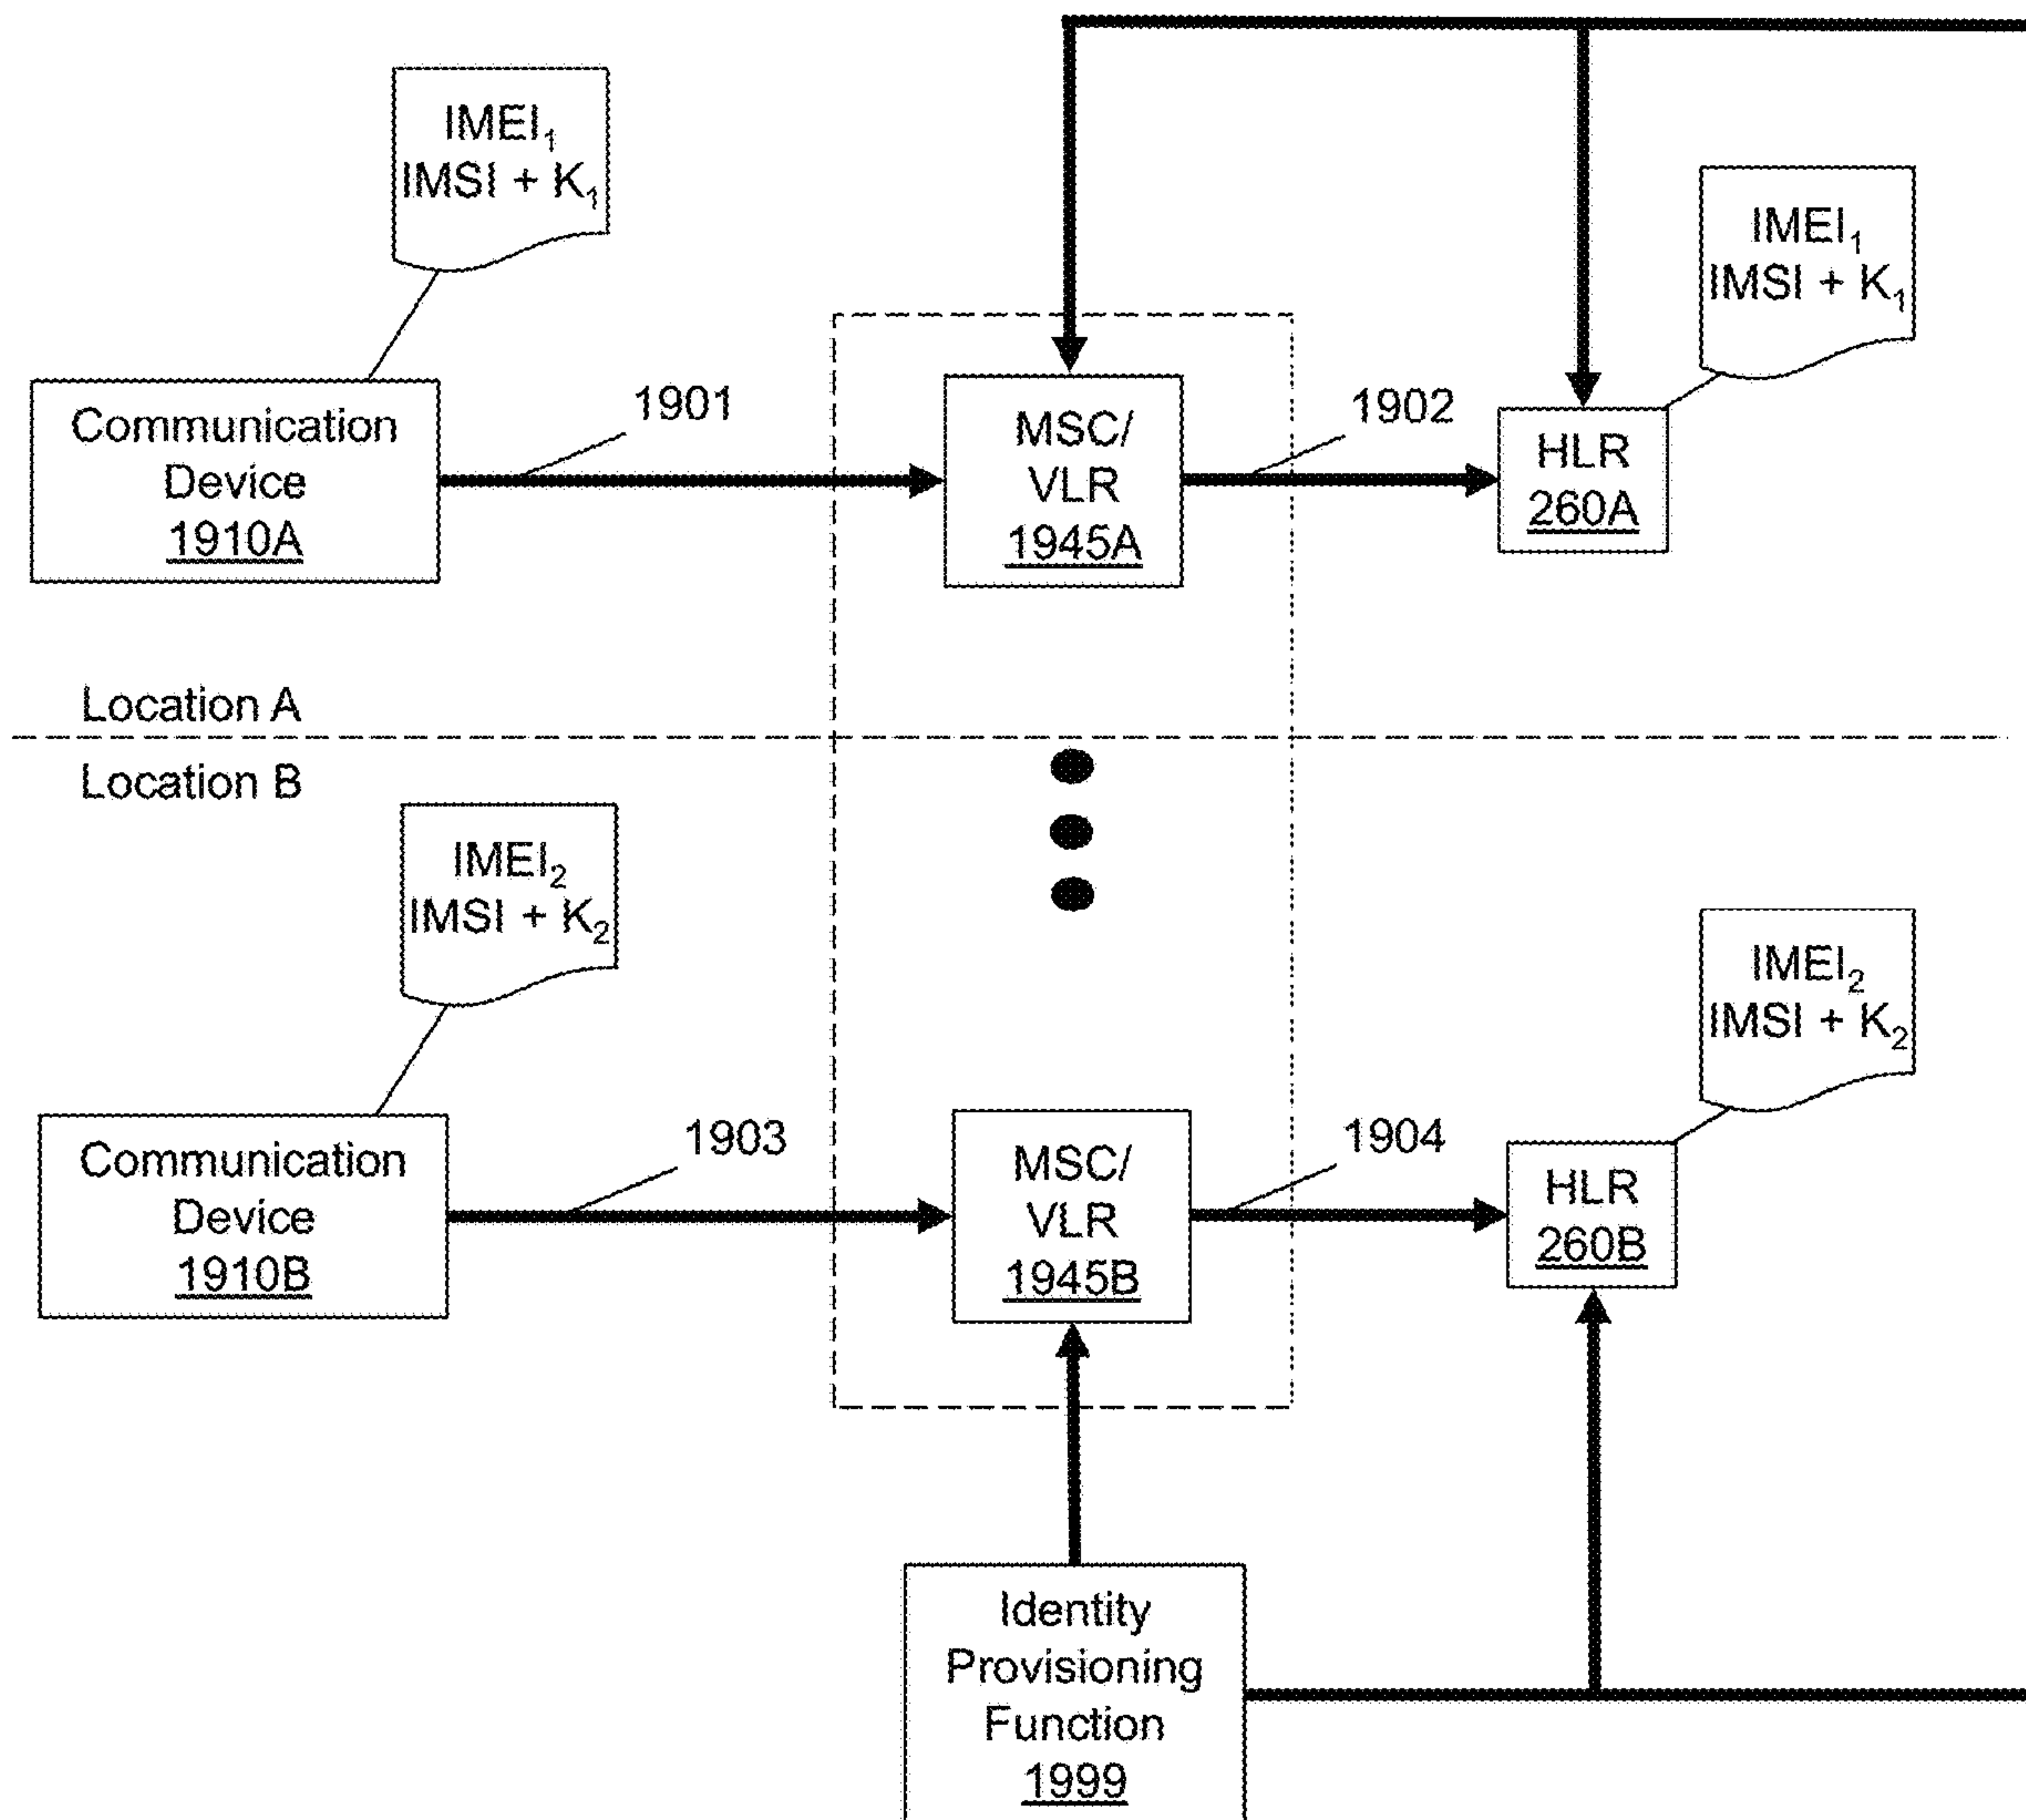 IMEI₁
IMSI + K₁
IMEI₁
IMSI + K₁
Communication
Device
1910A
1901
MSC/
VLR
1945A
1902
HLR
260A
Location A
Location B
IMEI₂
IMSI + K₂
IMEI₂
IMSI + K₂
Communication
Device
1910B
1903
MSC/
VLR
1945B
1904
HLR
260B
Identity
Provisioning
Function
1999